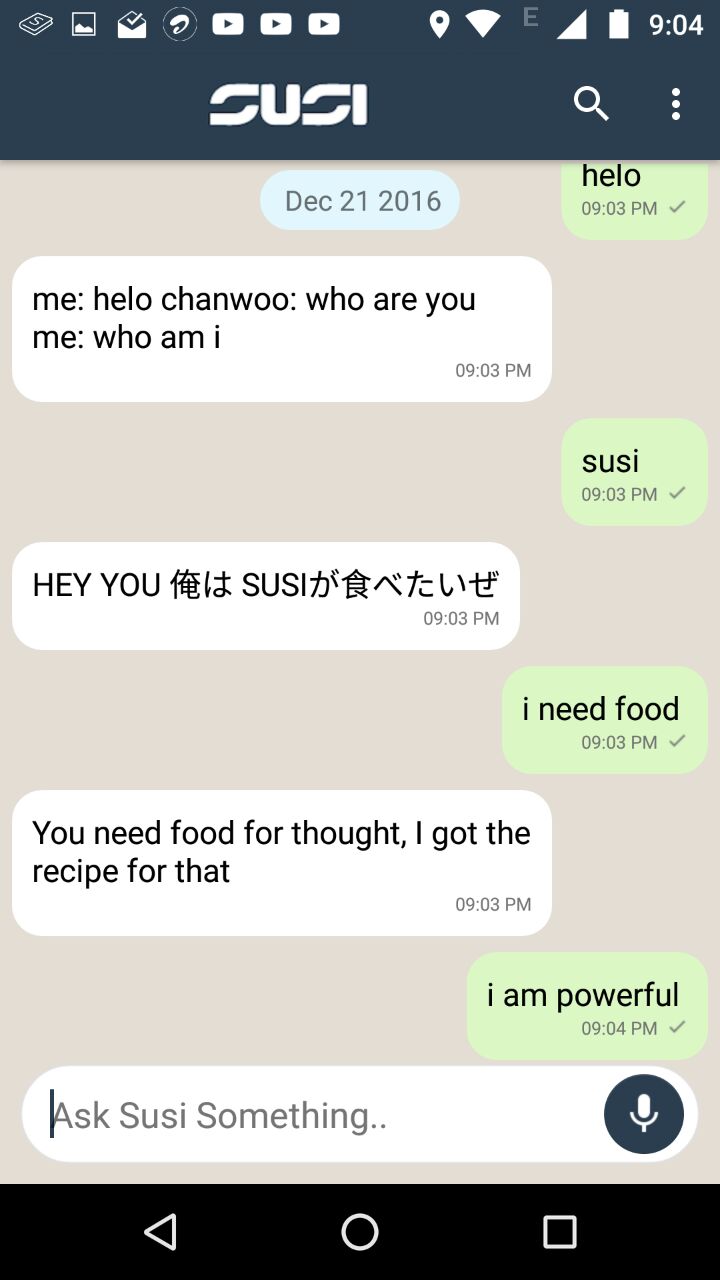 E 9:04
SUSI
helo
09:03 PM
Dec 21 2016
me: helo chanwoo: who are you
me: who am i
09:03 PM
susi
09:03 PM
HEY YOU 俺は SUSIが食べたいぜ
09:03 PM
i need food
09:03 PM
You need food for thought, I got the
recipe for that
09:03 PM
i am powerful
09:04 PM
Ask Susi Something..